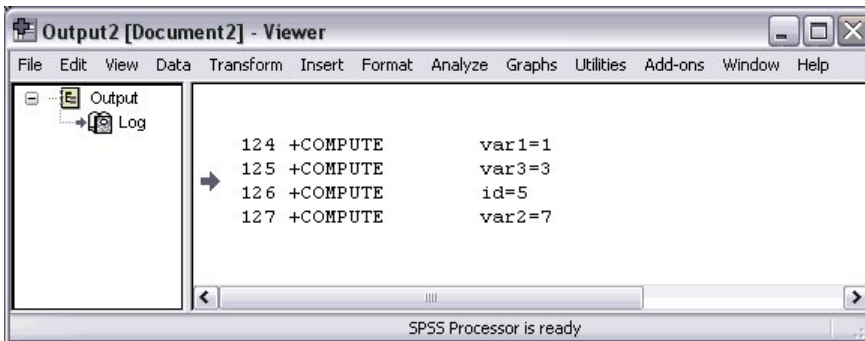 Output2 [Document2] - Viewer
File Edit View Data Transform Insert Format Analyze Graphs Utilities Add-ons Window Help
Output
Log
124 +COMPUTE var1=1
125 +COMPUTE var3=3
126 +COMPUTE id=5
127 +COMPUTE var2=7
SPSS Processor is ready